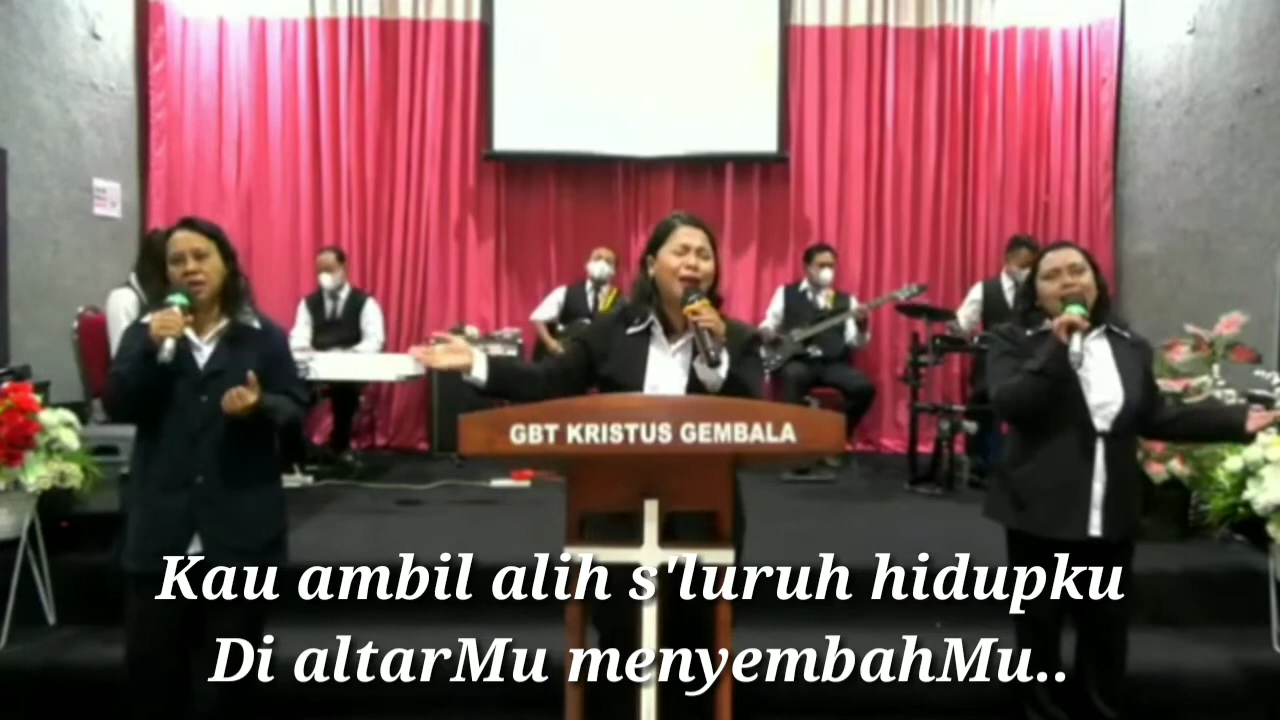 GBT KRISTUS GEMBALA
Kau ambil alih s'luruh hidupku
Di altarMu menyembahMu..